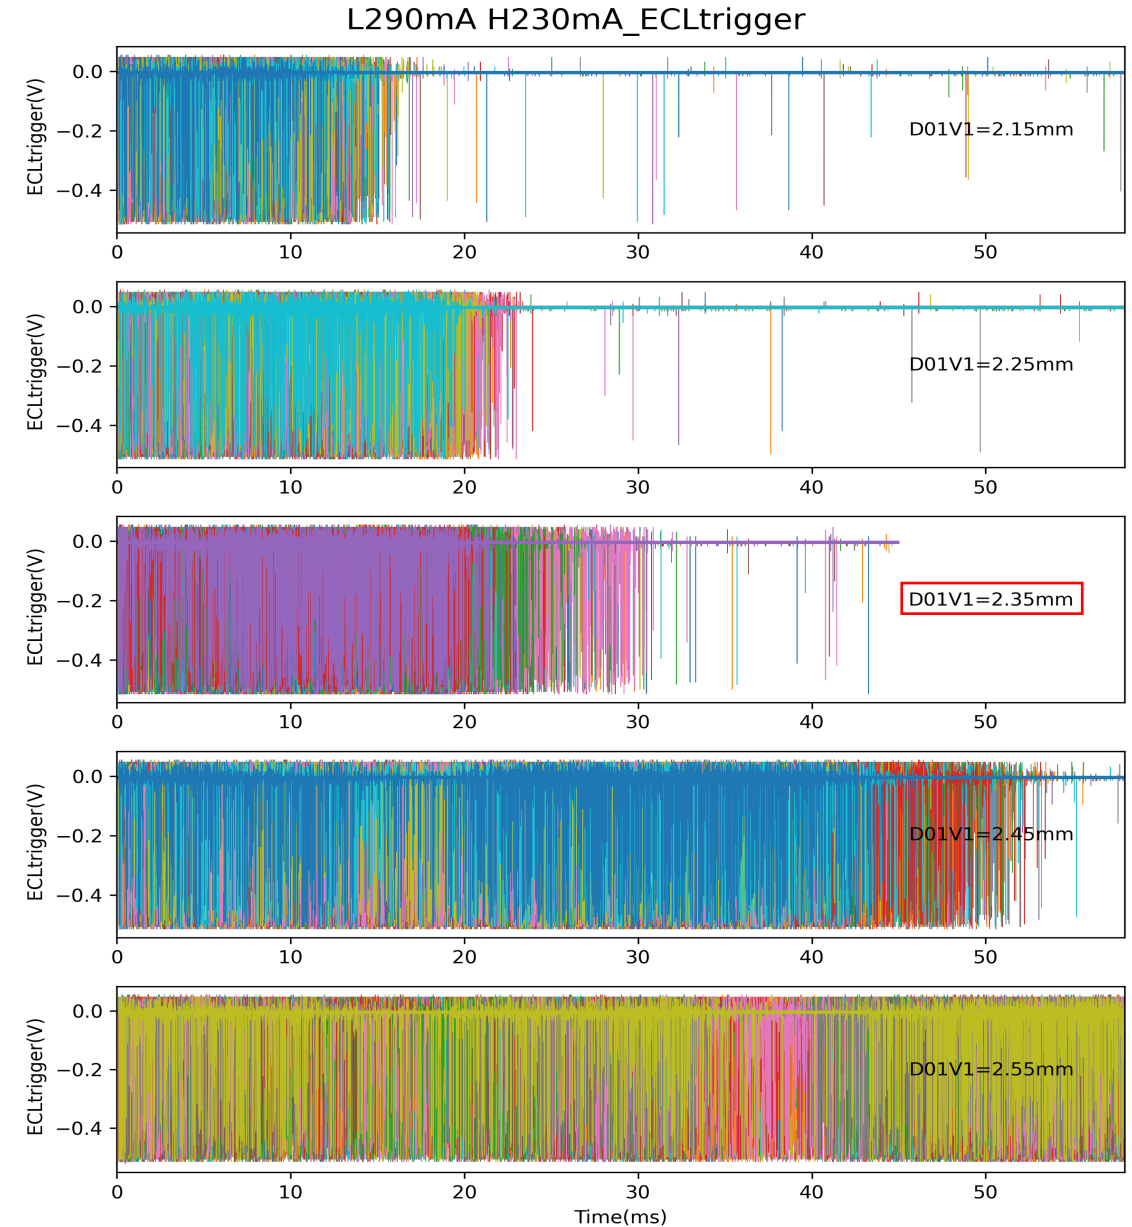 L290mA H230mA_ECLtrigger
ECLtrigger(V)
0.0
−0.2
−0.4
D01V1=2.15mm
0 10 20 30 40 50
ECLtrigger(V)
0.0
−0.2
−0.4
D01V1=2.25mm
0 10 20 30 40 50
ECLtrigger(V)
0.0
−0.2
−0.4
D01V1=2.35mm
0 10 20 30 40 50
ECLtrigger(V)
0.0
−0.2
−0.4
D01V1=2.45mm
0 10 20 30 40 50
ECLtrigger(V)
0.0
−0.2
−0.4
D01V1=2.55mm
0 10 20 30 40 50
Time(ms)